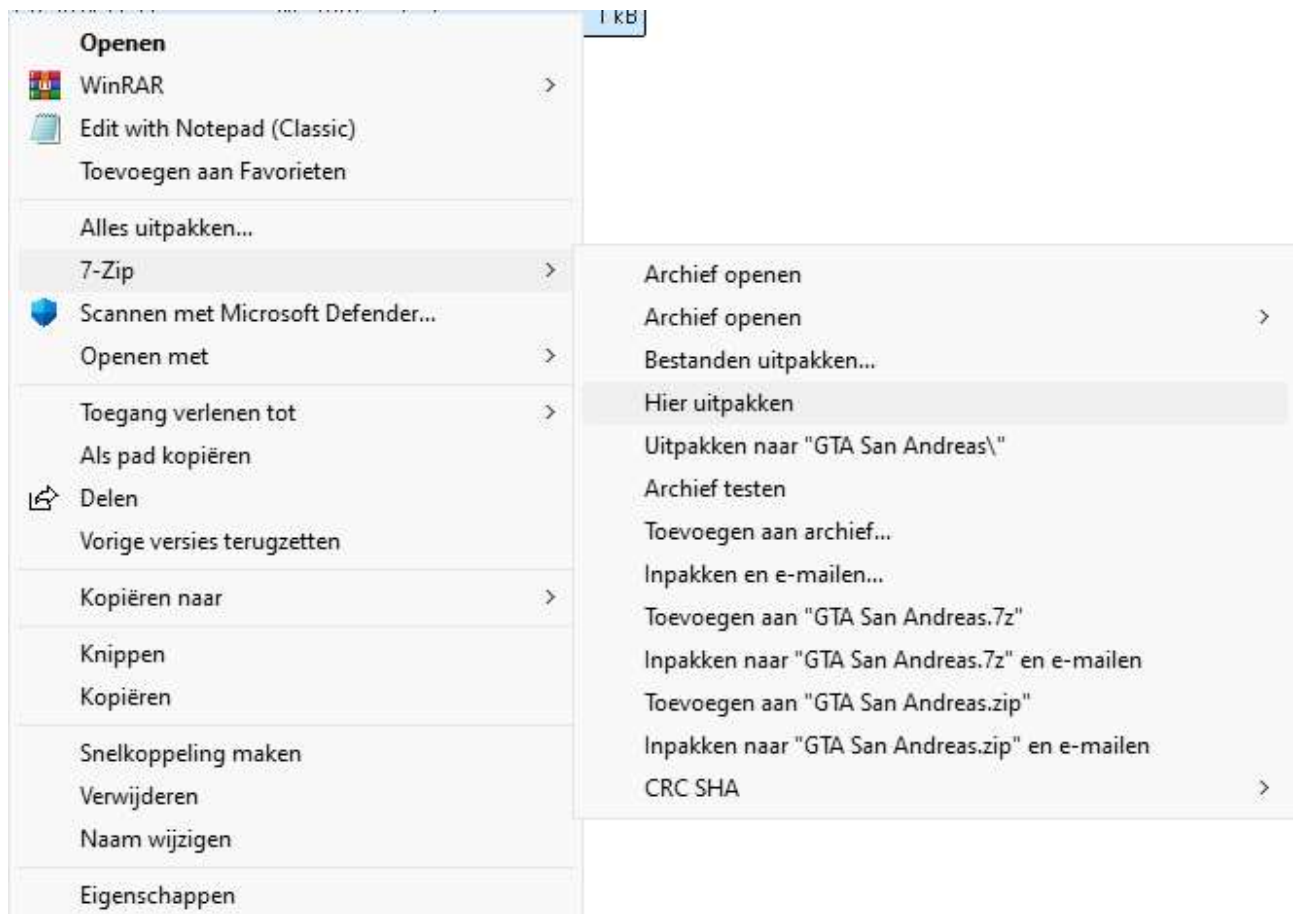 1 kB
Openen
WinRAR
Edit with Notepad (Classic)
Toevoegen aan Favorieten
Alles uitpakken...
7-Zip
Scannen met Microsoft Defender...
Openen met
Toegang verlenen tot
Als pad kopiëren
Delen
Vorige versies terugzetten
Kopiëren naar
Knippen
Kopiëren
Snelkoppeling maken
Verwijderen
Naam wijzigen
Eigenschappen
Archief openen
Archief openen
Bestanden uitpakken...
Hier uitpakken
Uitpakken naar "GTA San Andreas\"
Archief testen
Toevoegen aan archief...
Inpakken en e-mailen...
Toevoegen aan "GTA San Andreas.7z"
Inpakken naar "GTA San Andreas.7z" en e-mailen
Toevoegen aan "GTA San Andreas.zip"
Inpakken naar "GTA San Andreas.zip" en e-mailen
CRC SHA